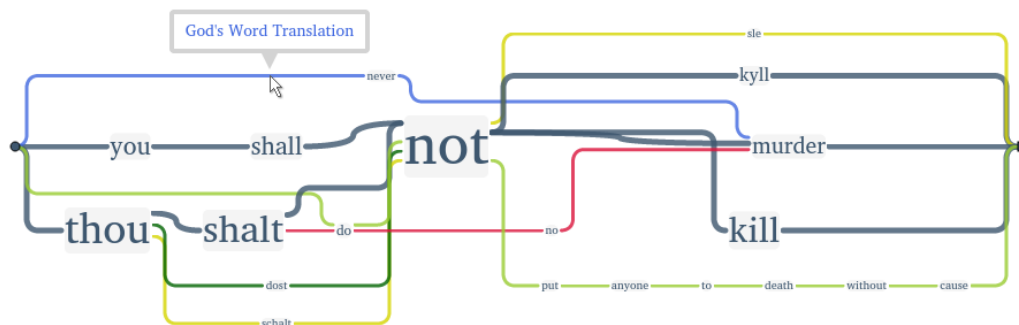 God's Word Translation
sle
never
kyll
you shall not murder
thou shalt do no kill
dost put anyone to death without cause
schalt